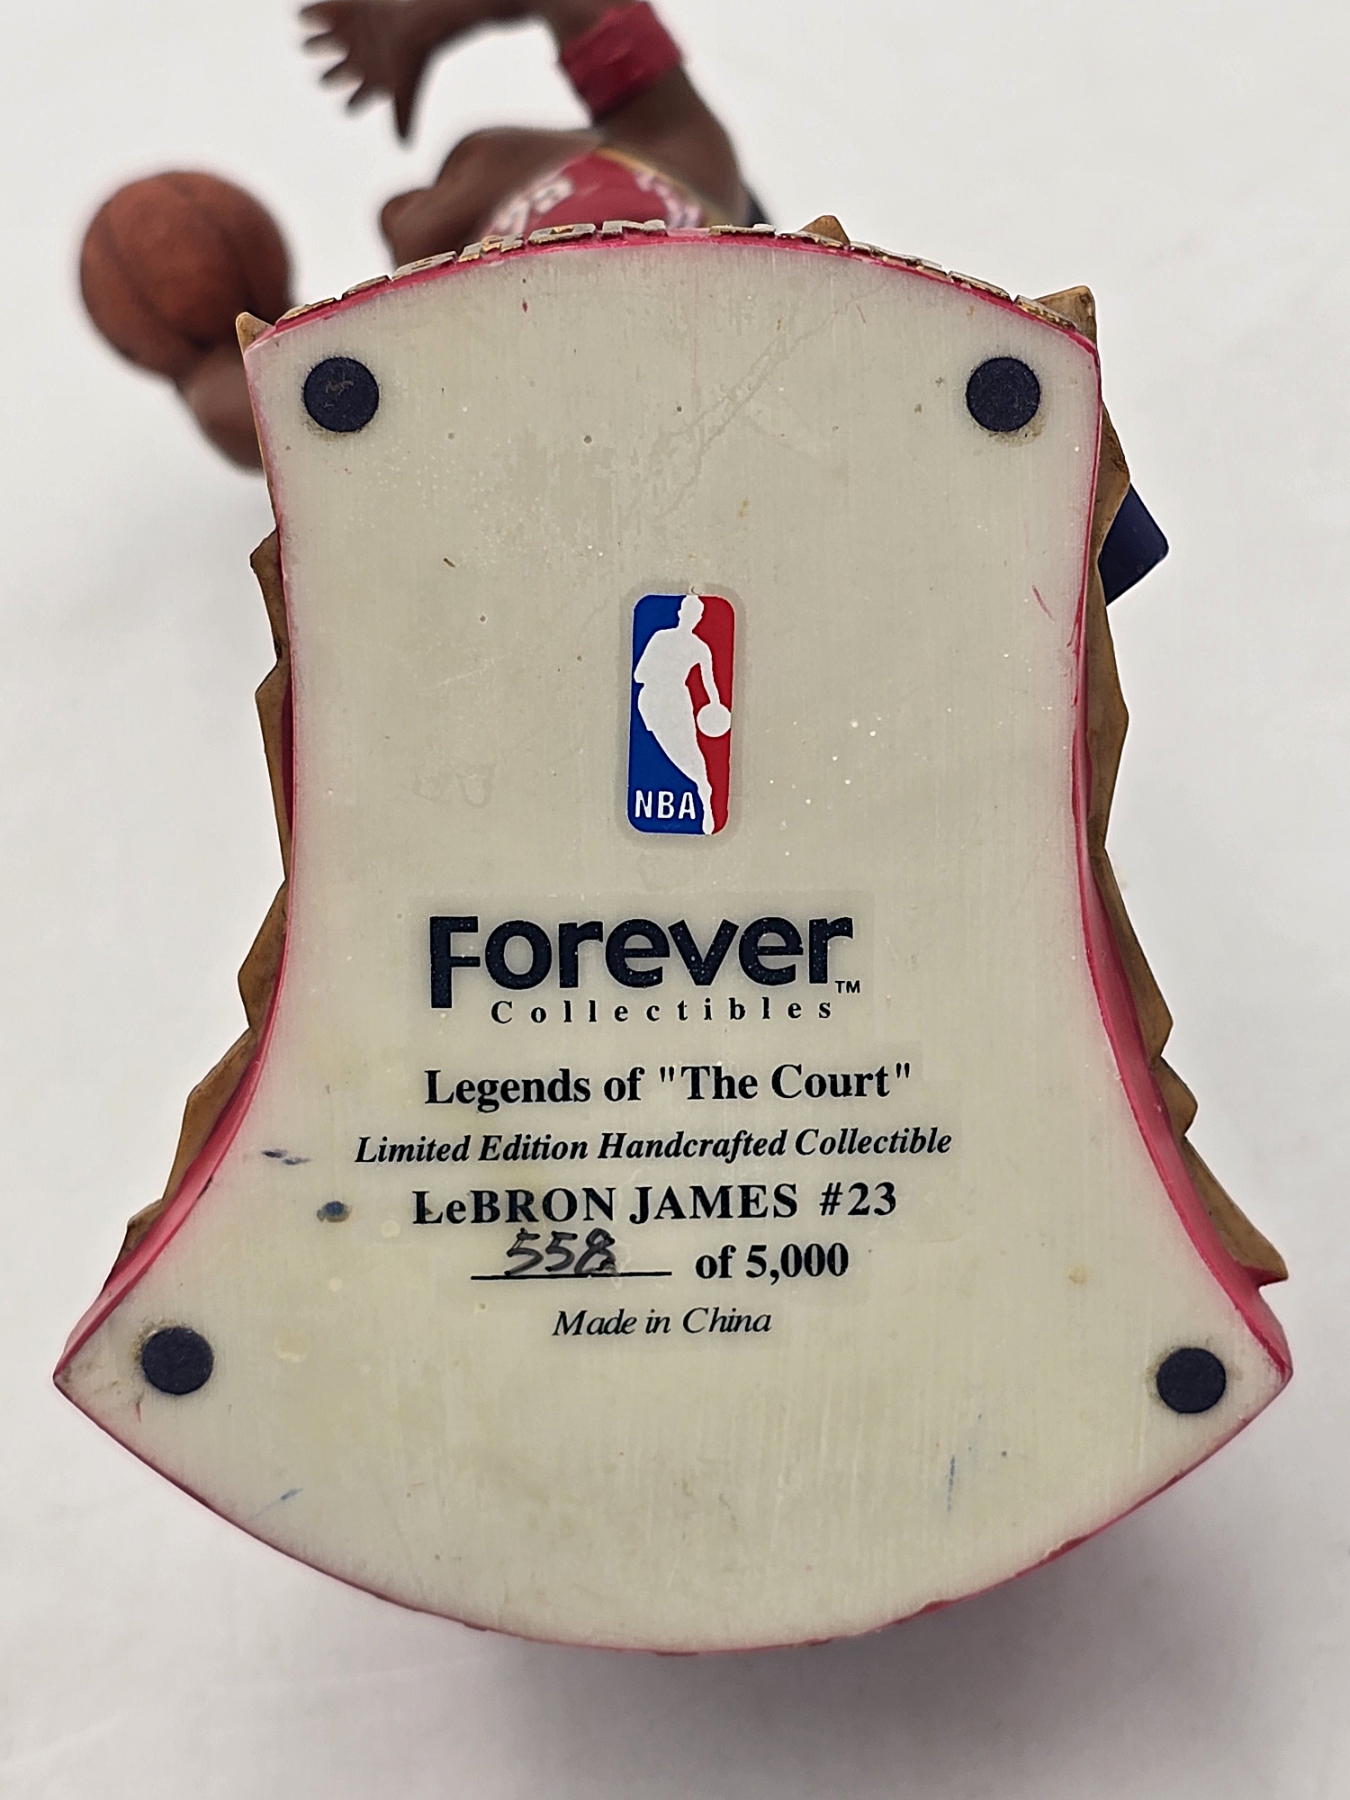 NBA
Forever™
Collectibles
Legends of "The Court"
Limited Edition Handcrafted Collectible
LeBRON JAMES #23
558 of 5,000
Made in China